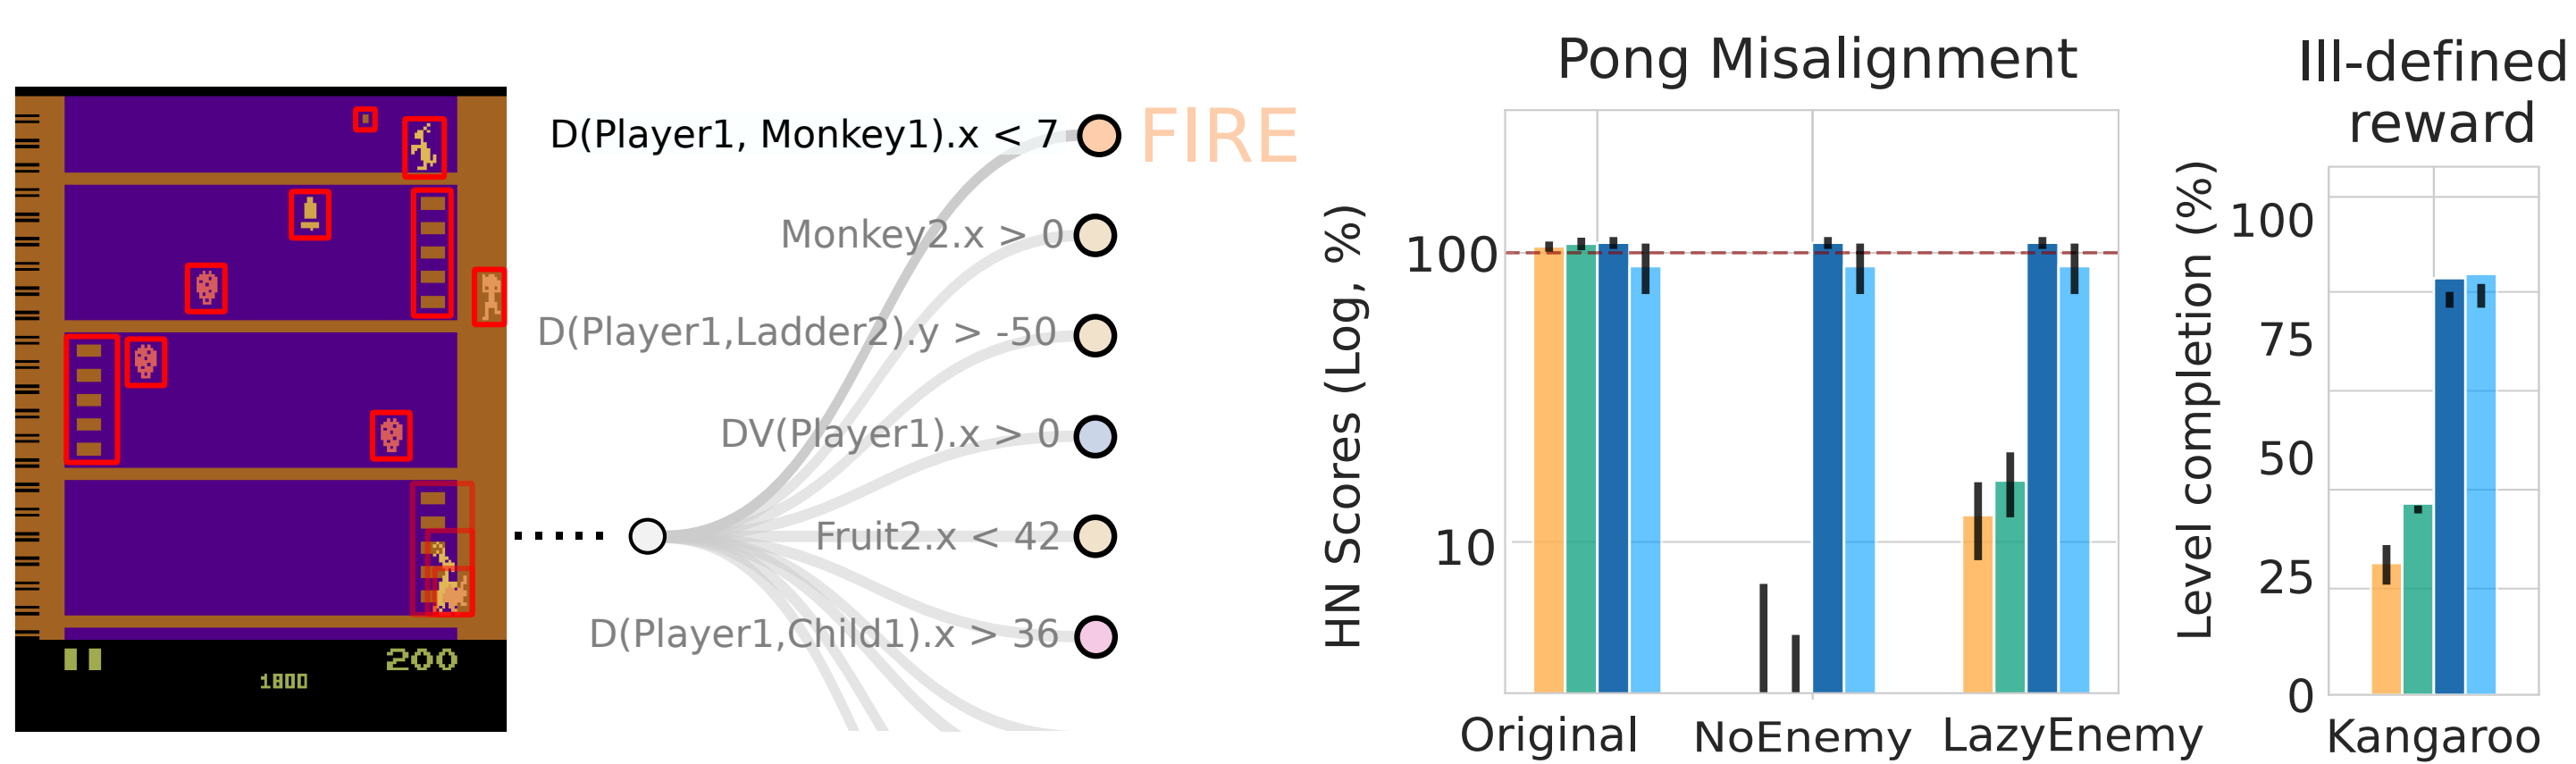 200
1800
D(Player1, Monkey1).x < 7
FIRE
Monkey2.x > 0
D(Player1,Ladder2).y > -50
DV(Player1).x > 0
Fruit2.x < 42
D(Player1,Child1).x > 36
Pong Misalignment
HN Scores (Log, %)
100
10
Original
NoEnemy
LazyEnemy
Ill-defined
reward
Level completion (%)
100
75
50
25
0
Kangaroo